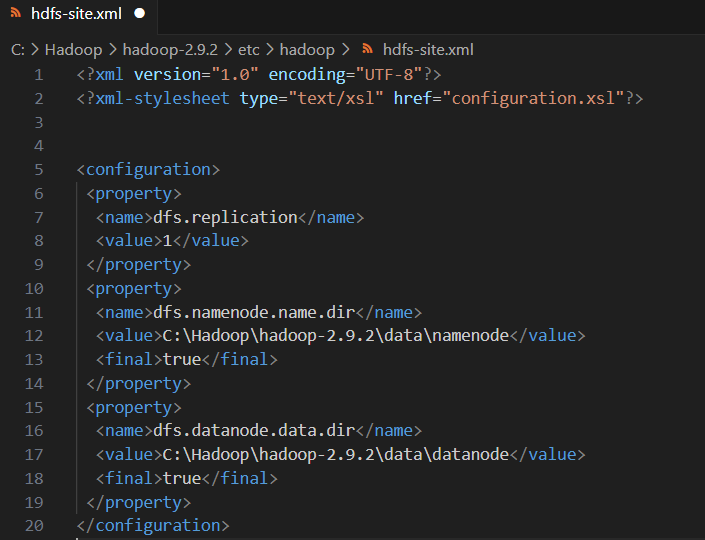 hdfs-site.xml
C: > Hadoop > hadoop-2.9.2 > etc > hadoop > hdfs-site.xml
1 <?xml version="1.0" encoding="UTF-8"?>
2 <?xml-stylesheet type="text/xsl" href="configuration.xsl"?>
3
4
5 <configuration>
6 <property>
7 <name>dfs.replication</name>
8 <value>1</value>
9 </property>
10 <property>
11 <name>dfs.namenode.name.dir</name>
12 <value>C:\Hadoop\hadoop-2.9.2\data\namenode</value>
13 <final>true</final>
14 </property>
15 <property>
16 <name>dfs.datanode.data.dir</name>
17 <value>C:\Hadoop\hadoop-2.9.2\data\datanode</value>
18 <final>true</final>
19 </property>
20 </configuration>